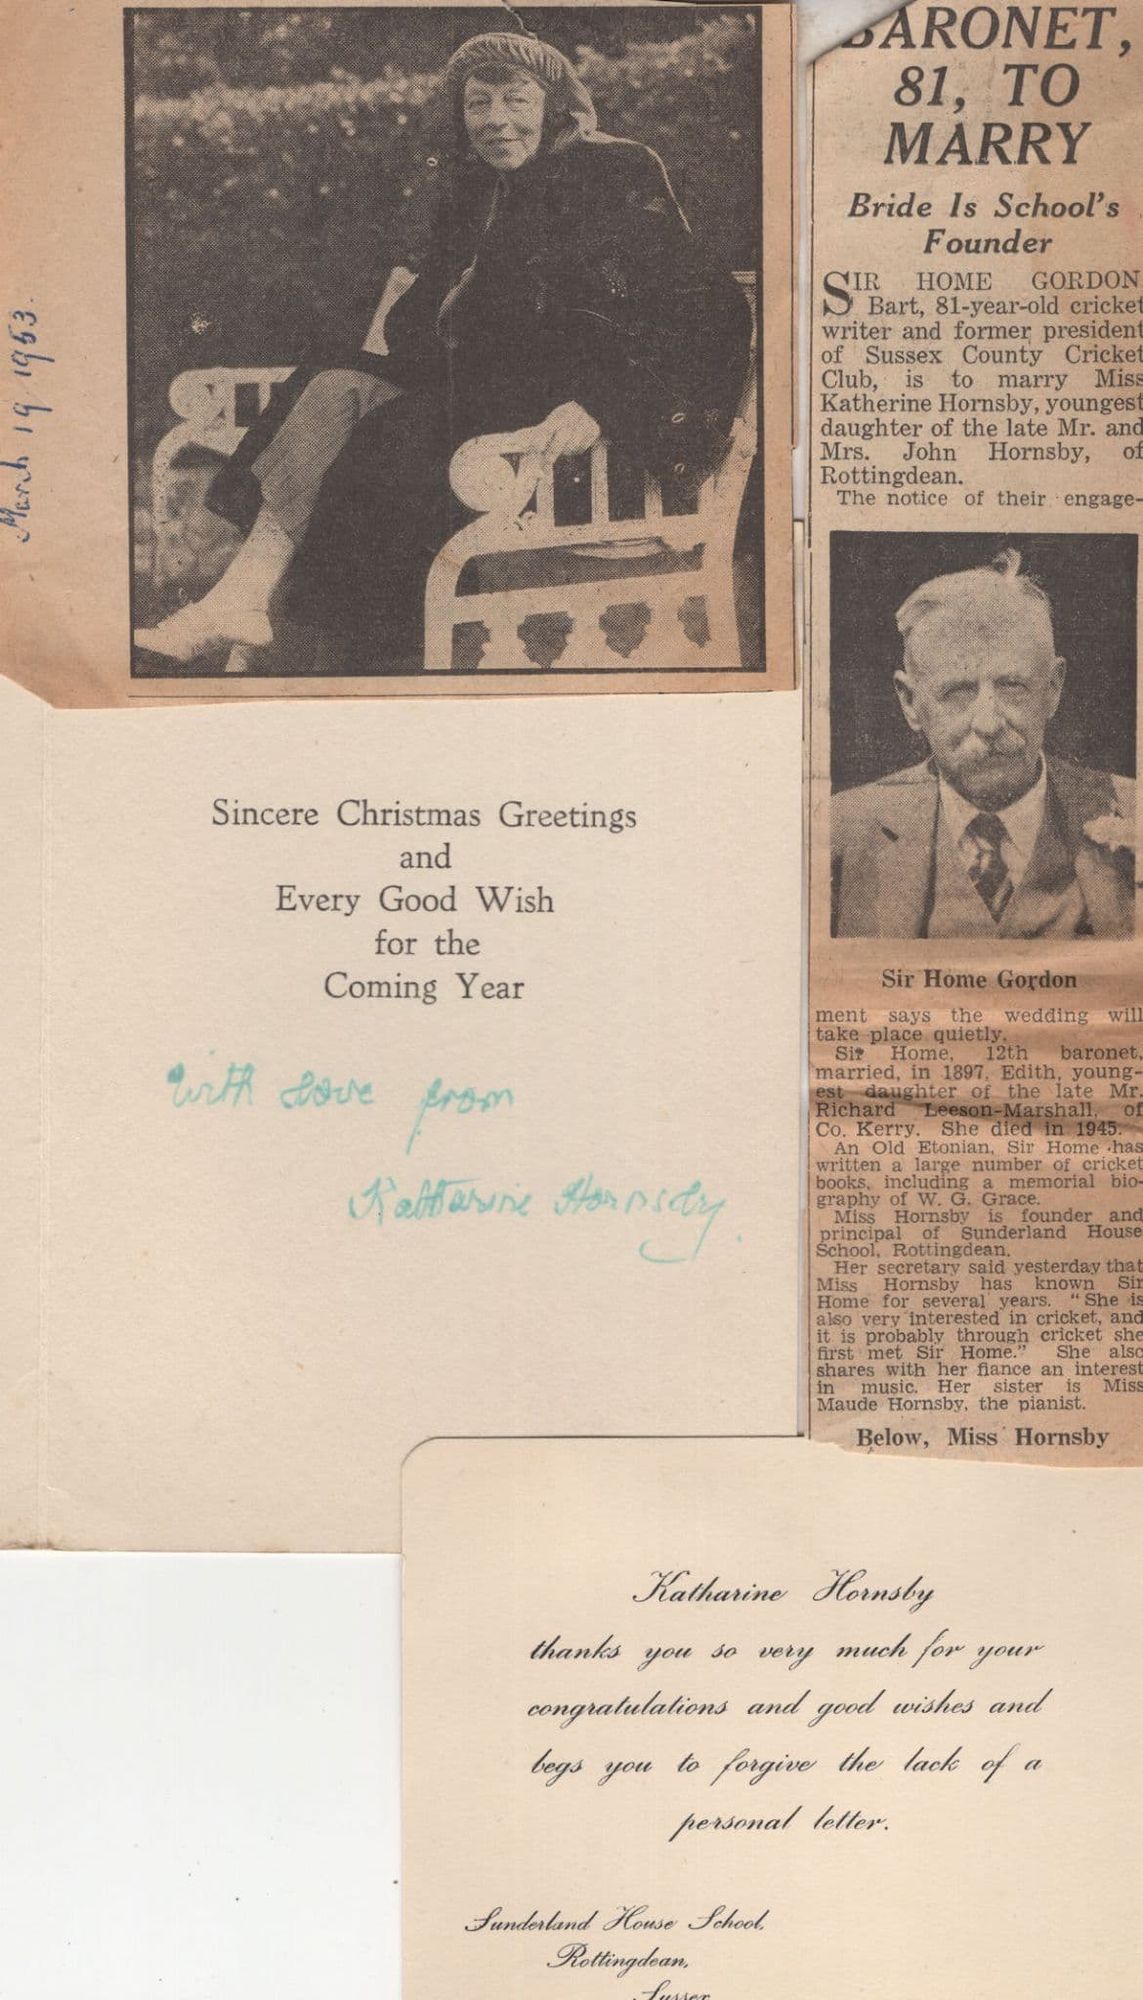 March 19 1953.
BARONET,
81, TO
MARRY
Bride Is School's
Founder
SIR HOME GORDON
Bart, 81-year-old cricket
writer and former president
of Sussex County Cricket
Club, is to marry Miss
Katherine Hornsby, youngest
daughter of the late Mr. and
Mrs. John Hornsby, of
Rottingdean.
The notice of their engage-
Sir Home Gordon
ment says the wedding will
take place quietly.
Sir Home, 12th baronet,
married, in 1897, Edith, young-
est daughter of the late Mr.
Richard Leeson-Marshall, of
Co. Kerry. She died in 1945.
An Old Etonian, Sir Home has
written a large number of cricket
books, including a memorial bio-
graphy of W. G. Grace.
Miss Hornsby is founder and
principal of Sunderland House
School, Rottingdean.
Her secretary said yesterday that
Miss Hornsby has known Sir
Home for several years. "She is
also very interested in cricket, and
it is probably through cricket she
first met Sir Home." She also
shares with her fiance an interest
in music. Her sister is Miss
Maude Hornsby, the pianist.
Below, Miss Hornsby
Sincere Christmas Greetings
and
Every Good Wish
for the
Coming Year
With love from
Katharine Hornsby.
Katharine Hornsby
thanks you so very much for your
congratulations and good wishes and
begs you to forgive the lack of a
personal letter.
Sunderland House School,
Rottingdean,
Sussex